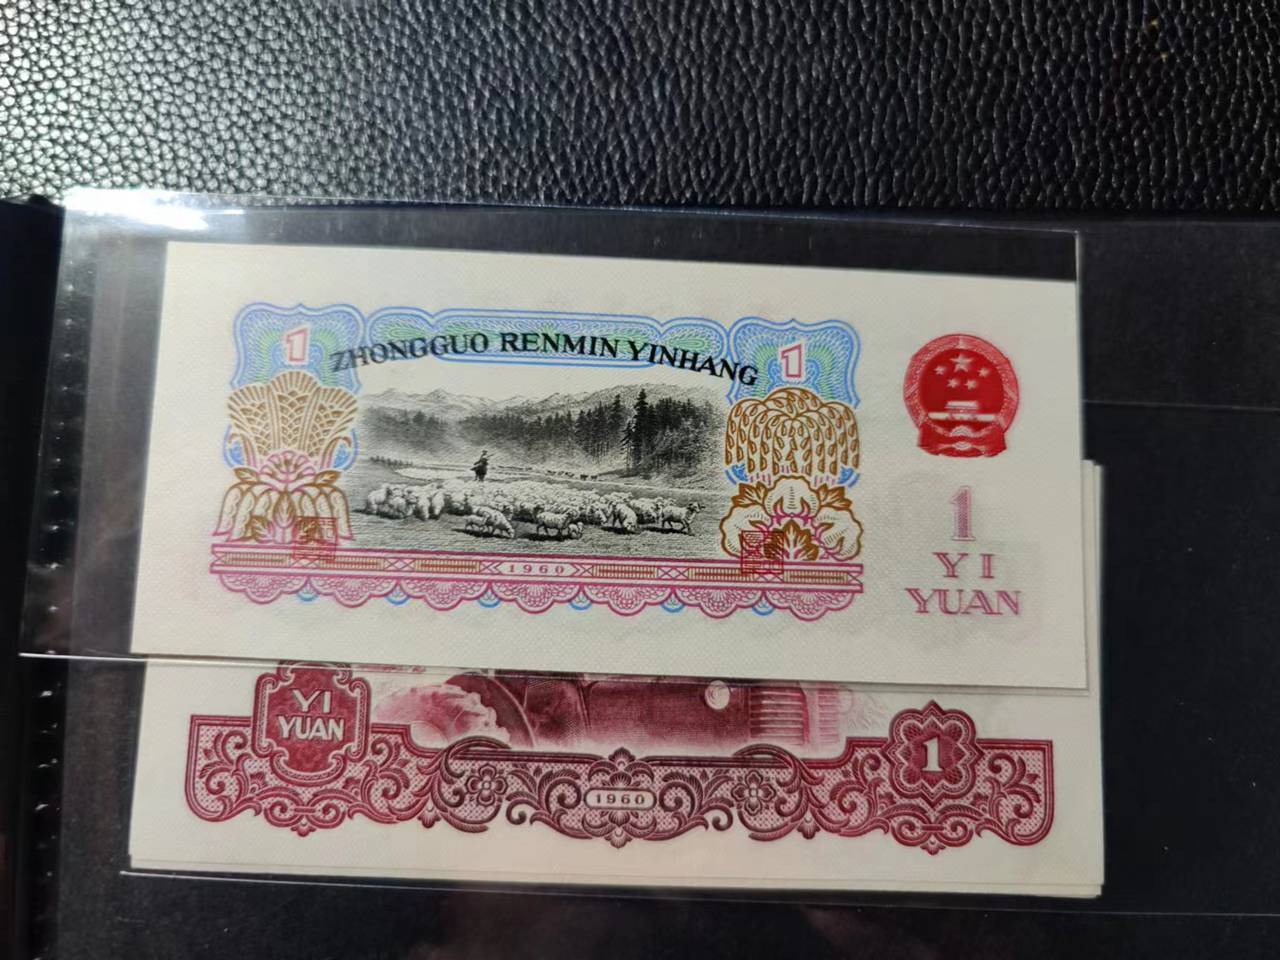 1
ZHONGGUO RENMIN YINHANG
1
1960
1
YI
YUAN
YI
YUAN
1
1960